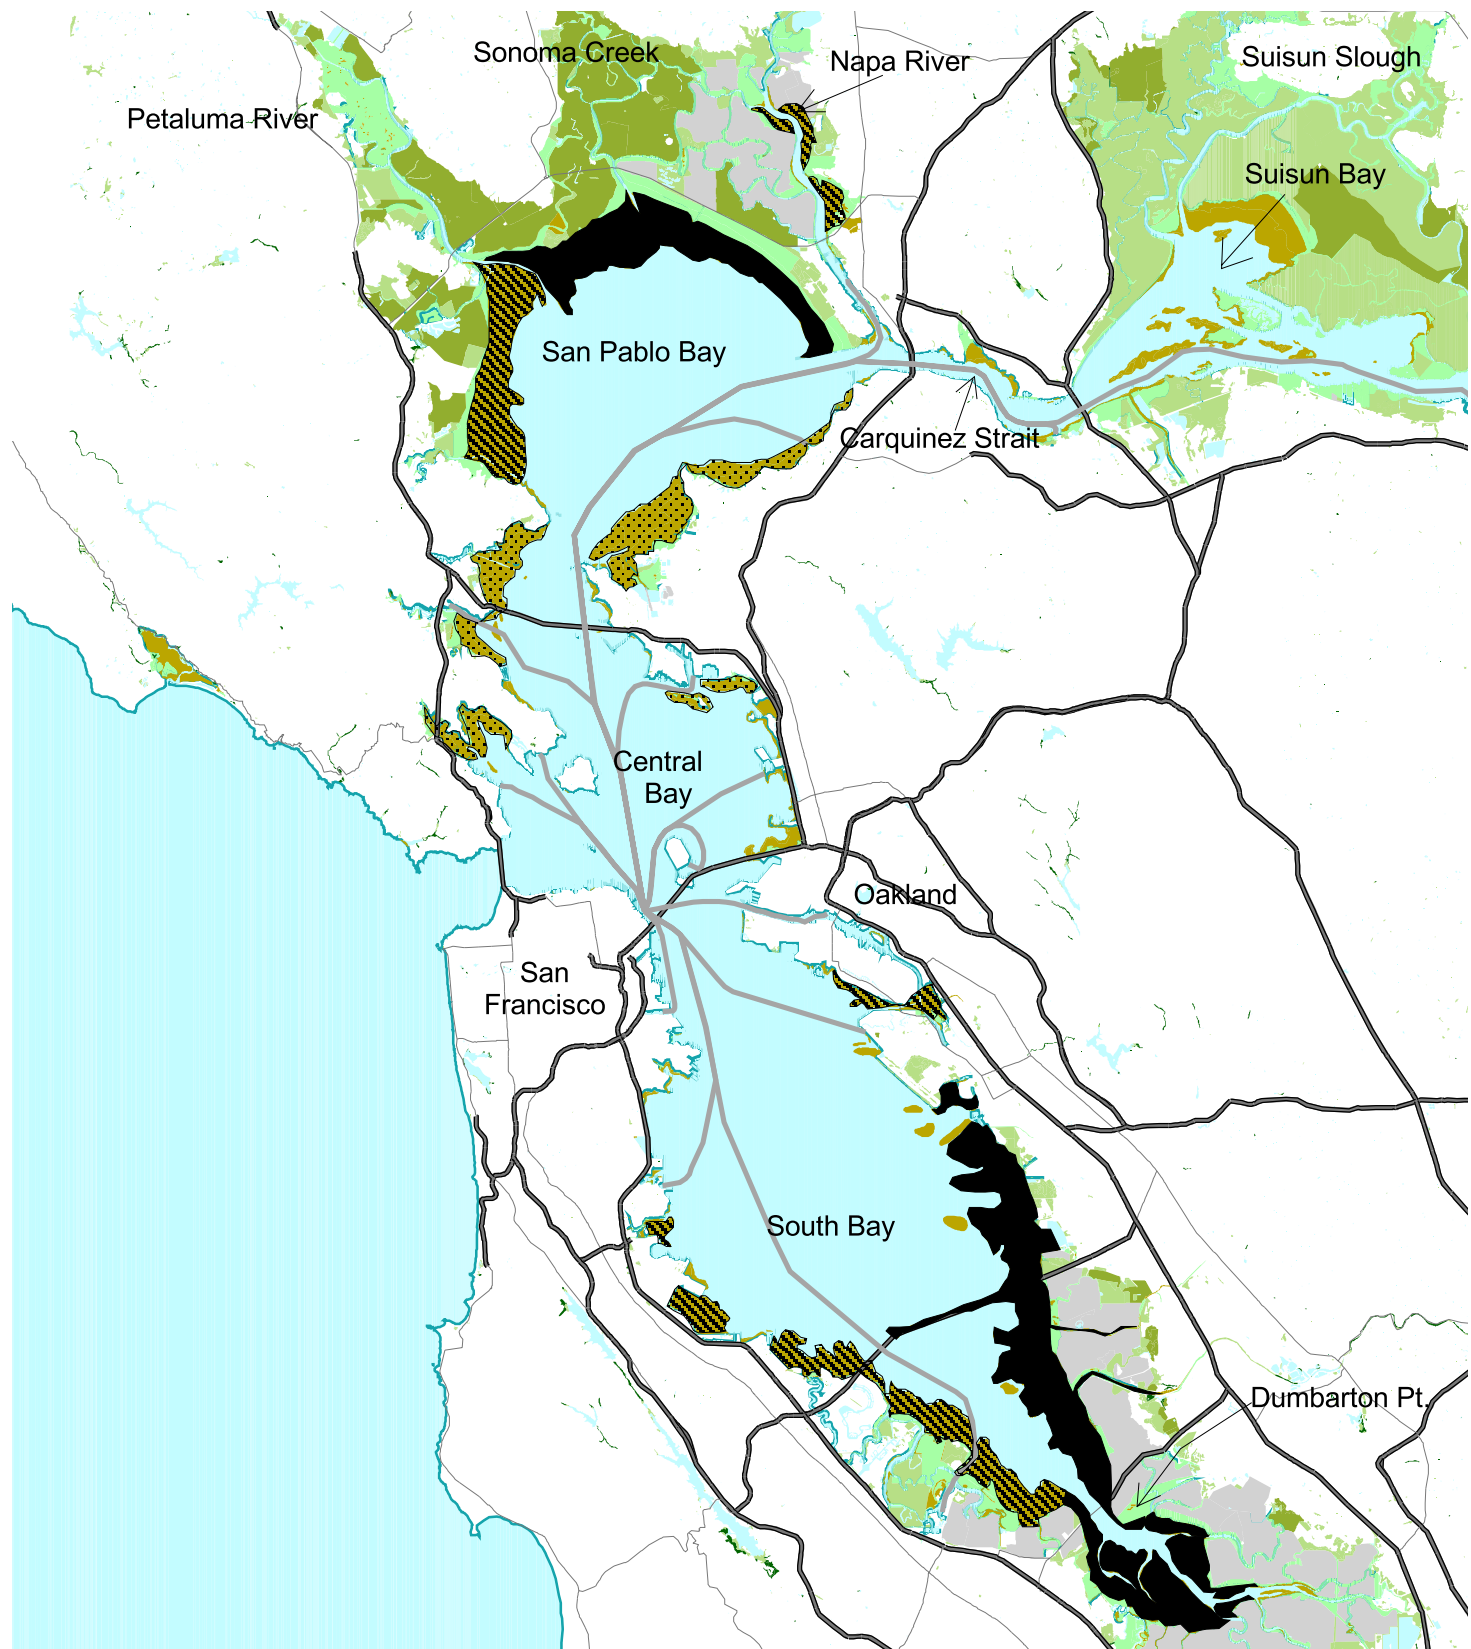 Sonoma Creek
Napa River
Suisun Slough
Petaluma River
Suisun Bay
San Pablo Bay
Carquinez Strait
Central
Bay
Oakland
San
Francisco
South Bay
Dumbarton Pt.